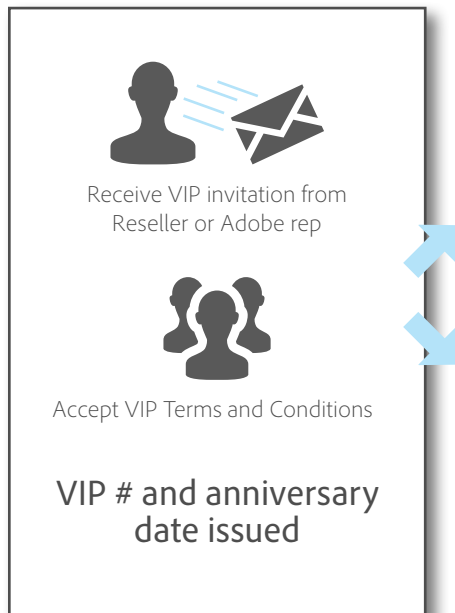 Receive VIP invitation from
Reseller or Adobe rep
Accept VIP Terms and Conditions
VIP # and anniversary
date issued